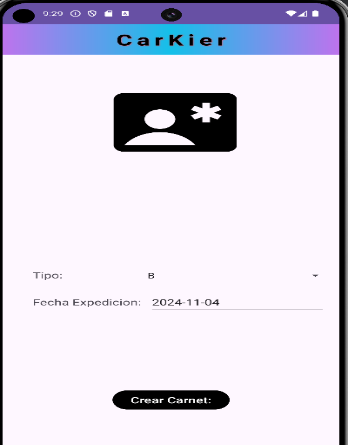 9:29
CarKier
Tipo: B
Fecha Expedicion: 2024-11-04
Crear Carnet: